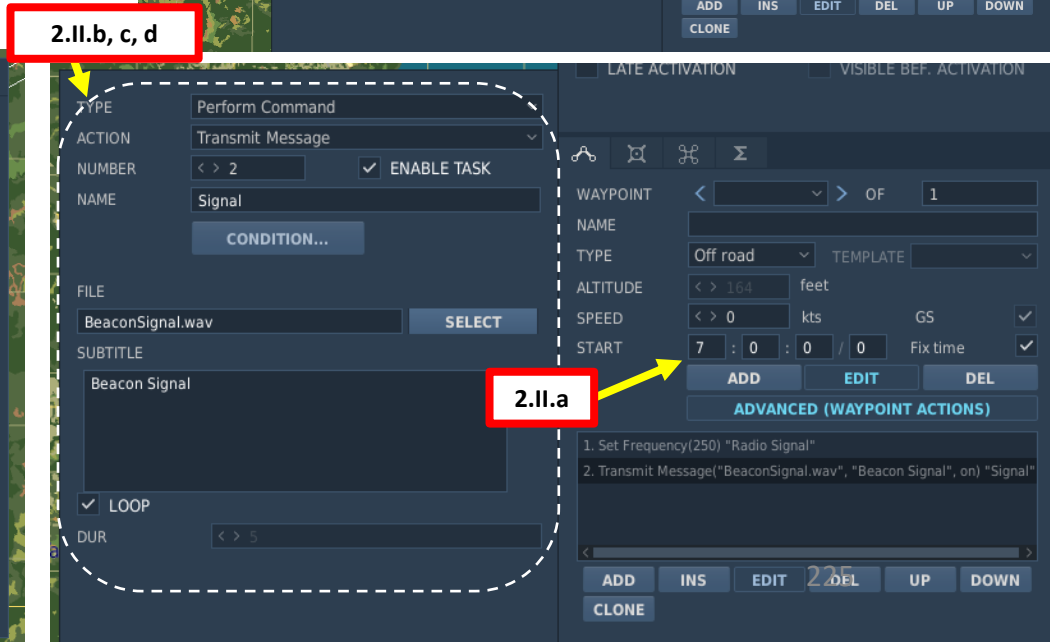 ADD INS EDIT DEL UP DOWN
CLONE
2.II.b, c, d
LATE ACTIVATION VISIBLE BEF. ACTIVATION
TYPE Perform Command
ACTION Transmit Message
NUMBER < > 2 ENABLE TASK
NAME Signal
CONDITION...
FILE
BeaconSignal.wav SELECT
SUBTITLE
Beacon Signal
LOOP
DUR < > 5
2.II.a
WAYPOINT < > OF 1
NAME
TYPE Off road TEMPLATE
ALTITUDE < > 164 feet
SPEED < > 0 kts GS
START 7 : 0 : 0 / 0 Fix time
ADD EDIT DEL
ADVANCED (WAYPOINT ACTIONS)
1. Set Frequency(250) "Radio Signal"
2. Transmit Message("BeaconSignal.wav", "Beacon Signal", on) "Signal"
ADD INS EDIT DEL UP DOWN
225
CLONE